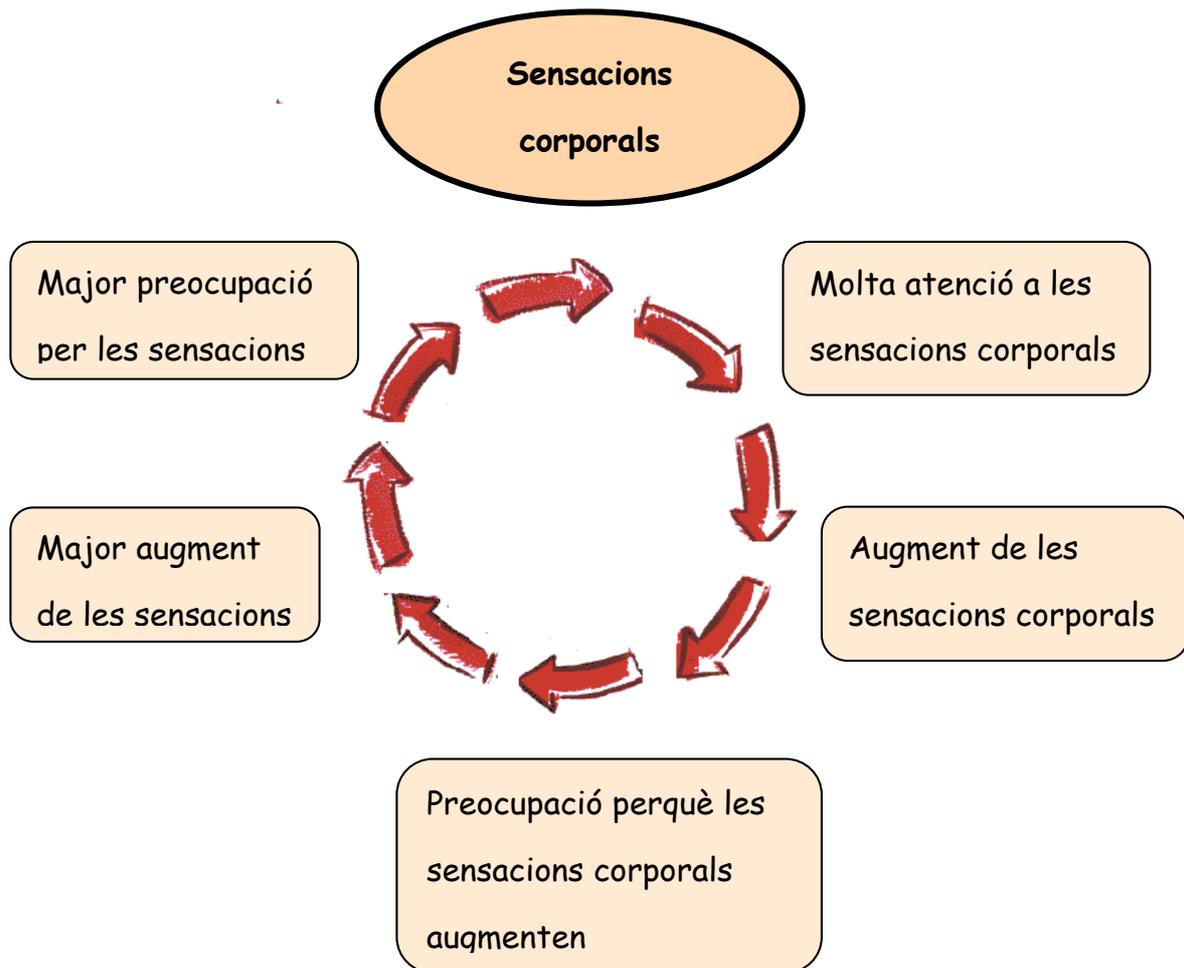 Sensacions
corporals
Major preocupació
per les sensacions
Molta atenció a les
sensacions corporals
Major augment
de les sensacions
Augment de les
sensacions corporals
Preocupació perquè les
sensacions corporals
augmenten